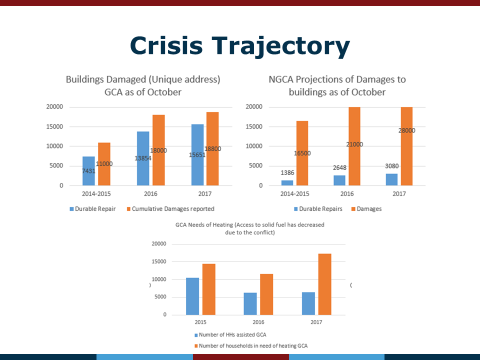 Crisis Trajectory
Buildings Damaged (Unique address)
GCA as of October
20000
15000
10000
5000
0
7431
11000
13854
18000
15651
18800
2014-2015
2016
2017
Durable Repair
Cumulative Damages reported
NGCA Projections of Damages to
buildings as of October
20000
15000
10000
5000
0
1386
16500
2648
21000
3080
28000
2014-2015
2016
2017
Durable Repairs
Damages
GCA Needs of Heating (Access to solid fuel has decreased
due to the conflict)
20000
15000
10000
5000
0
)
(
2015
2016
2017
Number of HHs assisted GCA
Number of households in need of heating GCA